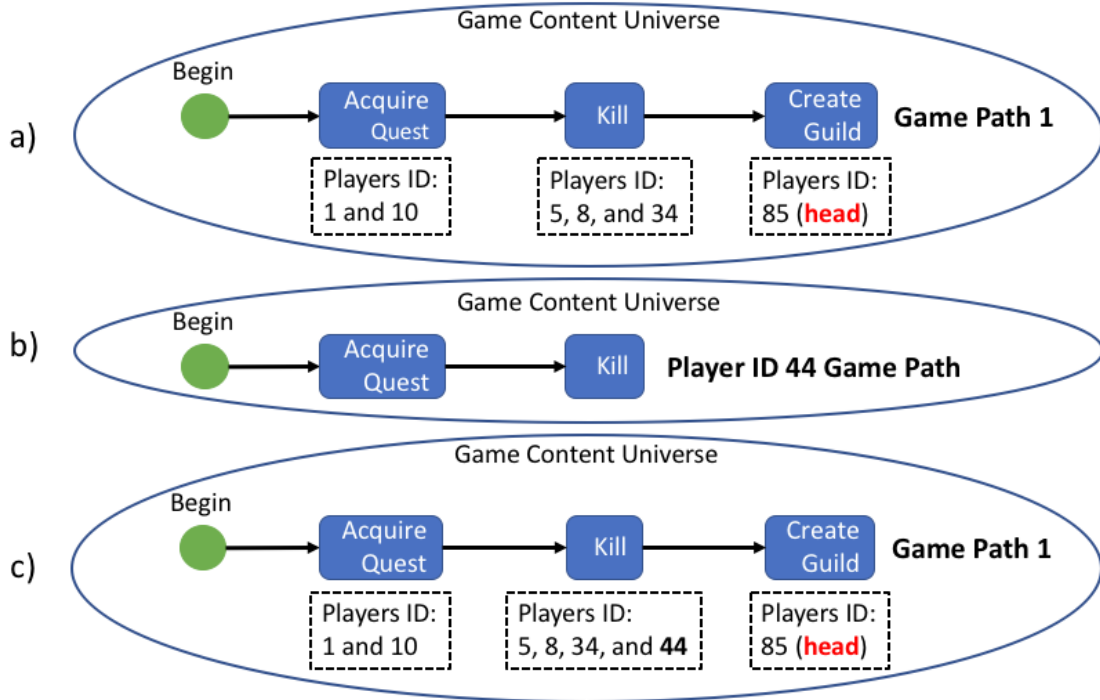 Game Content Universe
Begin
a)
Acquire
Quest
Kill
Create
Guild
Game Path 1
Players ID:
1 and 10
Players ID:
5, 8, and 34
Players ID:
85 (head)
Game Content Universe
Begin
b)
Acquire
Quest
Kill
Player ID 44 Game Path
Game Content Universe
Begin
c)
Acquire
Quest
Kill
Create
Guild
Game Path 1
Players ID:
1 and 10
Players ID:
5, 8, 34, and 44
Players ID:
85 (head)